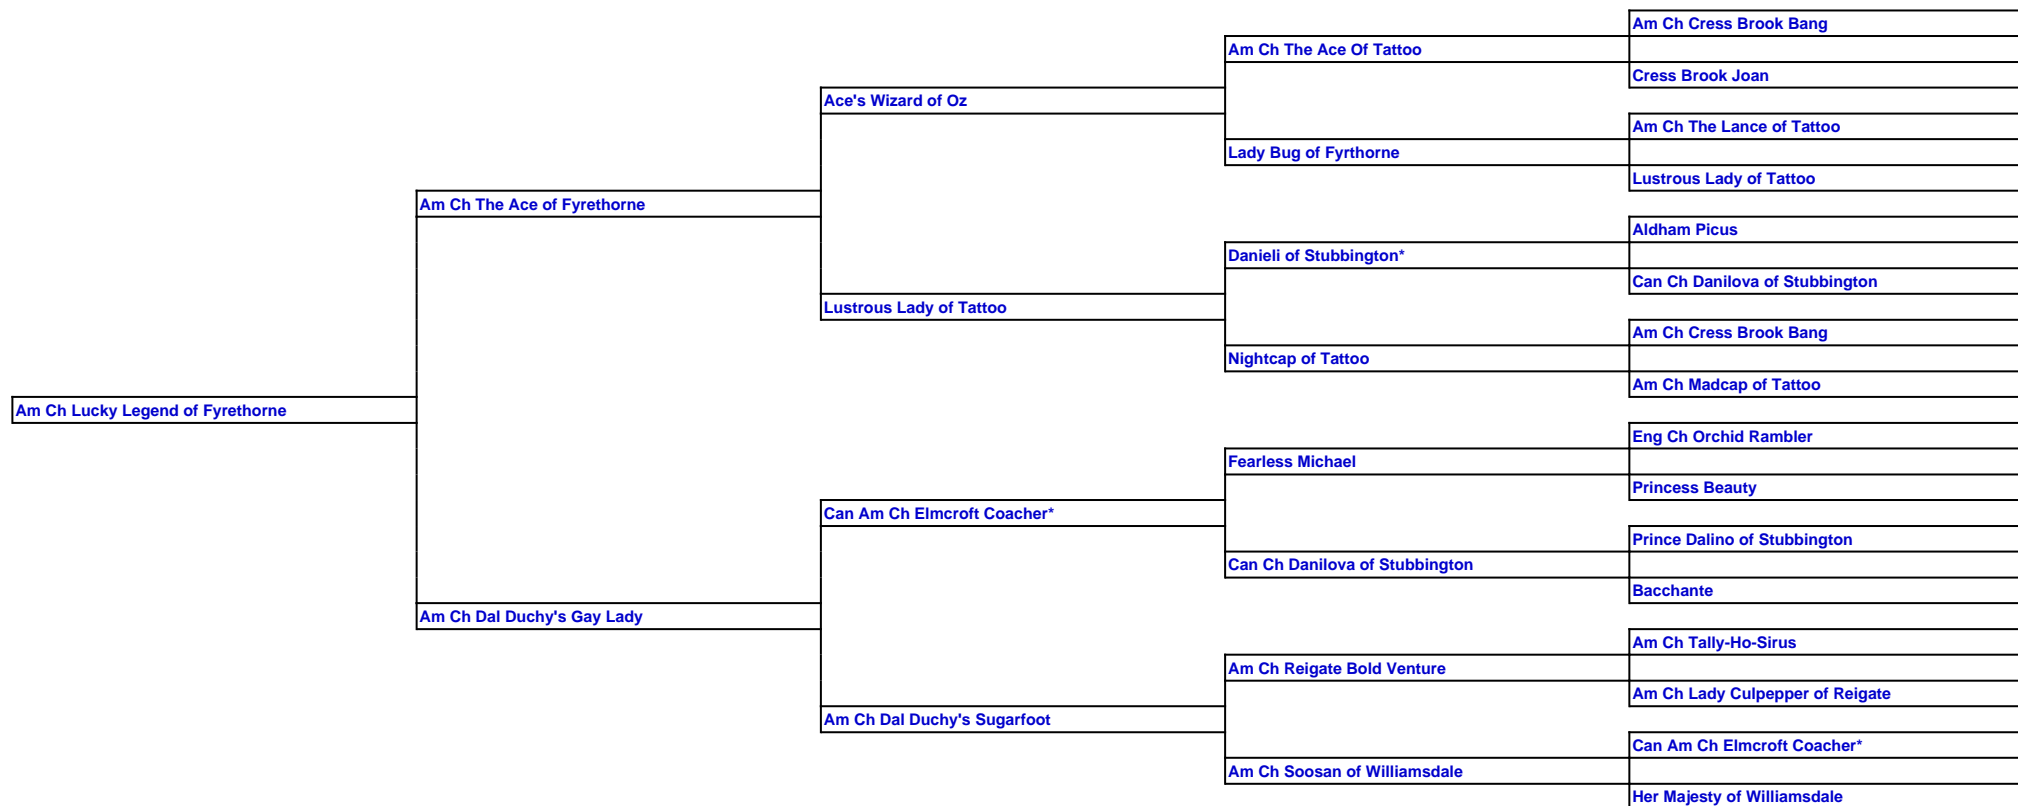 Am Ch Cress Brook Bang
Am Ch The Ace Of Tattoo
Cress Brook Joan
Ace's Wizard of Oz
Am Ch The Lance of Tattoo
Lady Bug of Fyrthorne
Lustrous Lady of Tattoo
Am Ch The Ace of Fyrethorne
Aldham Picus
Danieli of Stubbington*
Can Ch Danilova of Stubbington
Lustrous Lady of Tattoo
Am Ch Cress Brook Bang
Nightcap of Tattoo
Am Ch Madcap of Tattoo
Am Ch Lucky Legend of Fyrethorne
Eng Ch Orchid Rambler
Fearless Michael
Princess Beauty
Can Am Ch Elmcroft Coacher*
Prince Dalino of Stubbington
Can Ch Danilova of Stubbington
Bacchante
Am Ch Dal Duchy's Gay Lady
Am Ch Tally-Ho-Sirus
Am Ch Reigate Bold Venture
Am Ch Lady Culpepper of Reigate
Am Ch Dal Duchy's Sugarfoot
Can Am Ch Elmcroft Coacher*
Am Ch Soosan of Williamsdale
Her Majesty of Williamsdale